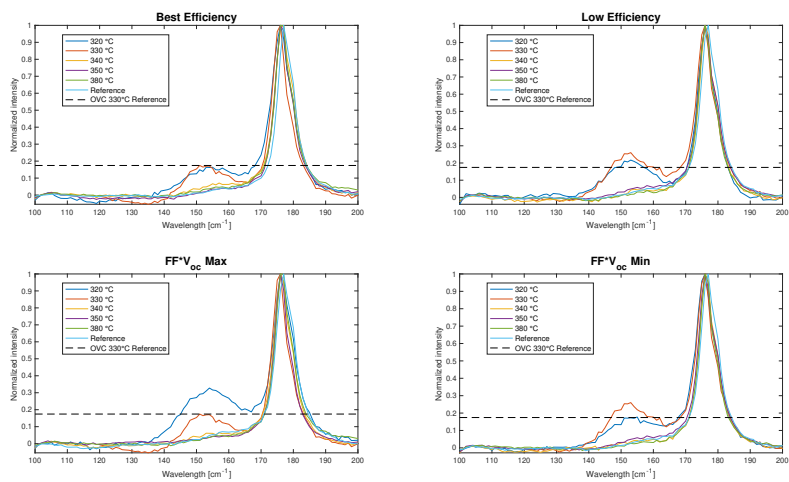 Best Efficiency
Normalized intensity
1
0.9
0.8
0.7
0.6
0.5
0.4
0.3
0.2
0.1
0
320 °C
330 °C
340 °C
350 °C
380 °C
Reference
OVC 330°C Reference
100 110 120 130 140 150 160 170 180 190 200
Wavelength [cm⁻¹]
Low Efficiency
Normalized intensity
1
0.9
0.8
0.7
0.6
0.5
0.4
0.3
0.2
0.1
0
320 °C
330 °C
340 °C
350 °C
380 °C
Reference
OVC 330°C Reference
100 110 120 130 140 150 160 170 180 190 200
Wavelength [cm⁻¹]
FF*Voc Max
Normalized intensity
1
0.9
0.8
0.7
0.6
0.5
0.4
0.3
0.2
0.1
0
320 °C
330 °C
340 °C
350 °C
380 °C
Reference
OVC 330°C Reference
100 110 120 130 140 150 160 170 180 190 200
Wavelength [cm⁻¹]
FF*Voc Min
Normalized intensity
1
0.9
0.8
0.7
0.6
0.5
0.4
0.3
0.2
0.1
0
320 °C
330 °C
340 °C
350 °C
380 °C
Reference
OVC 330°C Reference
100 110 120 130 140 150 160 170 180 190 200
Wavelength [cm⁻¹]